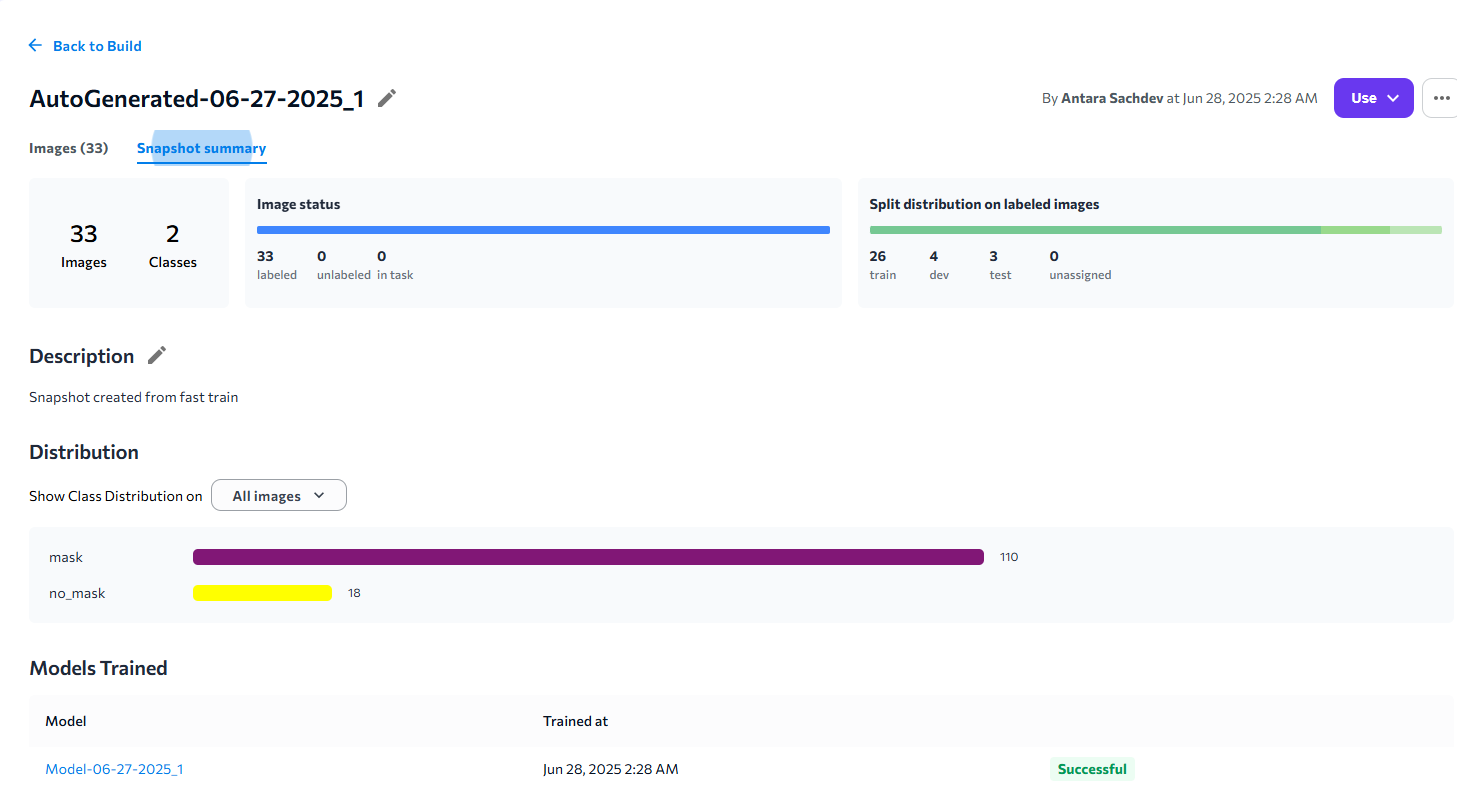 Back to Build
AutoGenerated-06-27-2025_1
By Antara Sachdev at Jun 28, 2025 2:28 AM
Use
Images (33)
Snapshot summary
33
Images
2
Classes
Image status
33 0 0
labeled unlabeled in task
Split distribution on labeled images
26 4 3 0
train dev test unassigned
Description
Snapshot created from fast train
Distribution
Show Class Distribution on All images
mask 110
no_mask 18
Models Trained
Model Trained at
Model-06-27-2025_1 Jun 28, 2025 2:28 AM Successful